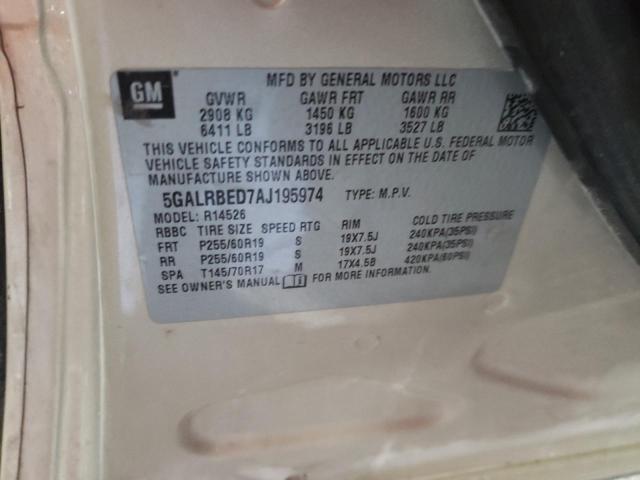 GM
MFD BY GENERAL MOTORS LLC
GVWR GAWR FRT GAWR RR
2908 KG 1450 KG 1600 KG
6411 LB 3196 LB 3527 LB
THIS VEHICLE CONFORMS TO ALL APPLICABLE U.S. FEDERAL MOTOR
VEHICLE SAFETY STANDARDS IN EFFECT ON THE DATE OF
MANUFACTURE SHOWN ABOVE.
5GALRBED7AJ195974 TYPE: M.P.V.
MODEL: R14526
RBBC TIRE SIZE SPEED RTG RIM COLD TIRE PRESSURE
FRT P255/60R19 S 19X7.5J 240KPA(35PSI)
RR P255/60R19 S 19X7.5J 240KPA(35PSI)
SPA T145/70R17 M 17X4.5B 420KPA(60PSI)
SEE OWNER'S MANUAL i FOR MORE INFORMATION.